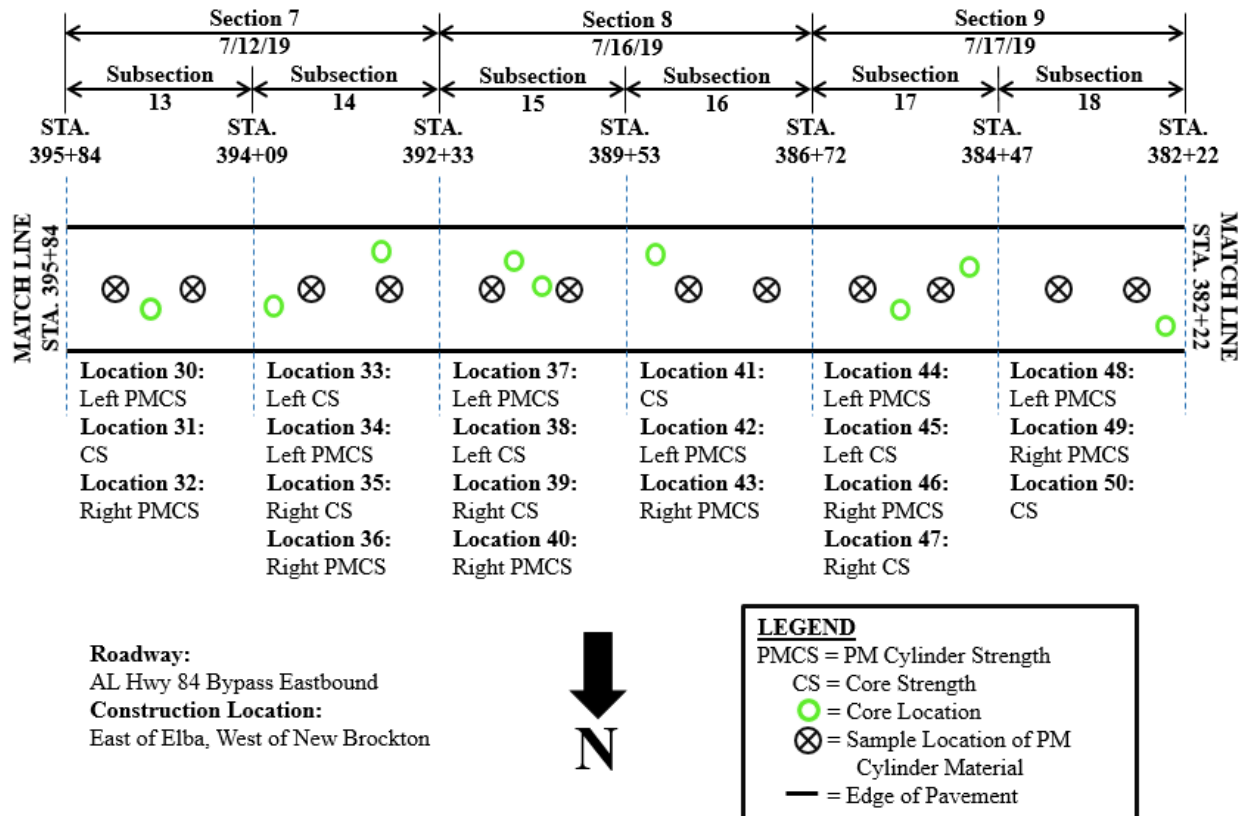 Section 7
7/12/19
Section 8
7/16/19
Section 9
7/17/19
Subsection
13
Subsection
14
Subsection
15
Subsection
16
Subsection
17
Subsection
18
STA.
395+84
STA.
394+09
STA.
392+33
STA.
389+53
STA.
386+72
STA.
384+47
STA.
382+22
MATCH LINE
STA. 395+84
MATCH LINE
STA. 382+22
Location 30:
Left PMCS
Location 31:
CS
Location 32:
Right PMCS
Location 33:
Left CS
Location 34:
Left PMCS
Location 35:
Right CS
Location 36:
Right PMCS
Location 37:
Left PMCS
Location 38:
Left CS
Location 39:
Right CS
Location 40:
Right PMCS
Location 41:
CS
Location 42:
Left PMCS
Location 43:
Right PMCS
Location 44:
Left PMCS
Location 45:
Left CS
Location 46:
Right PMCS
Location 47:
Right CS
Location 48:
Left PMCS
Location 49:
Right PMCS
Location 50:
CS
Roadway:
AL Hwy 84 Bypass Eastbound
Construction Location:
East of Elba, West of New Brockton
N
LEGEND
PMCS = PM Cylinder Strength
CS = Core Strength
= Core Location
= Sample Location of PM
Cylinder Material
= Edge of Pavement